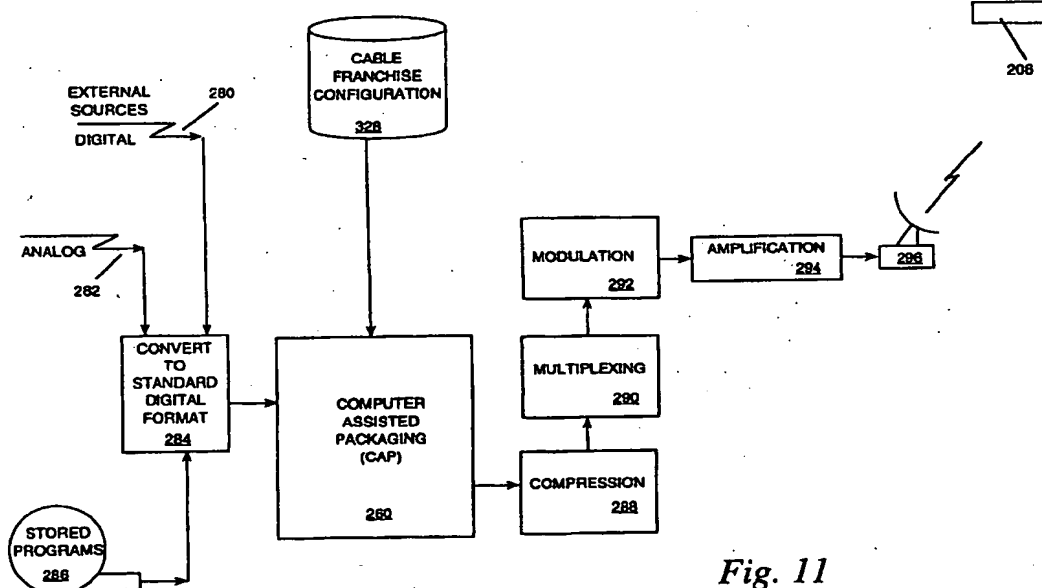 208
EXTERNAL
SOURCES
280
DIGITAL
ANALOG
282
CABLE
FRANCHISE
CONFIGURATION
328
CONVERT
TO
STANDARD
DIGITAL
FORMAT
284
COMPUTER
ASSISTED
PACKAGING
(CAP)
260
MODULATION
292
AMPLIFICATION
294
296
MULTIPLEXING
290
COMPRESSION
288
STORED
PROGRAMS
286
Fig. 11